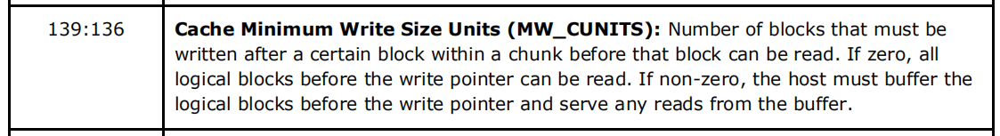 139:136
Cache Minimum Write Size Units (MW_CUNITS): Number of blocks that must be
written after a certain block within a chunk before that block can be read. If zero, all
logical blocks before the write pointer can be read. If non-zero, the host must buffer the
logical blocks before the write pointer and serve any reads from the buffer.